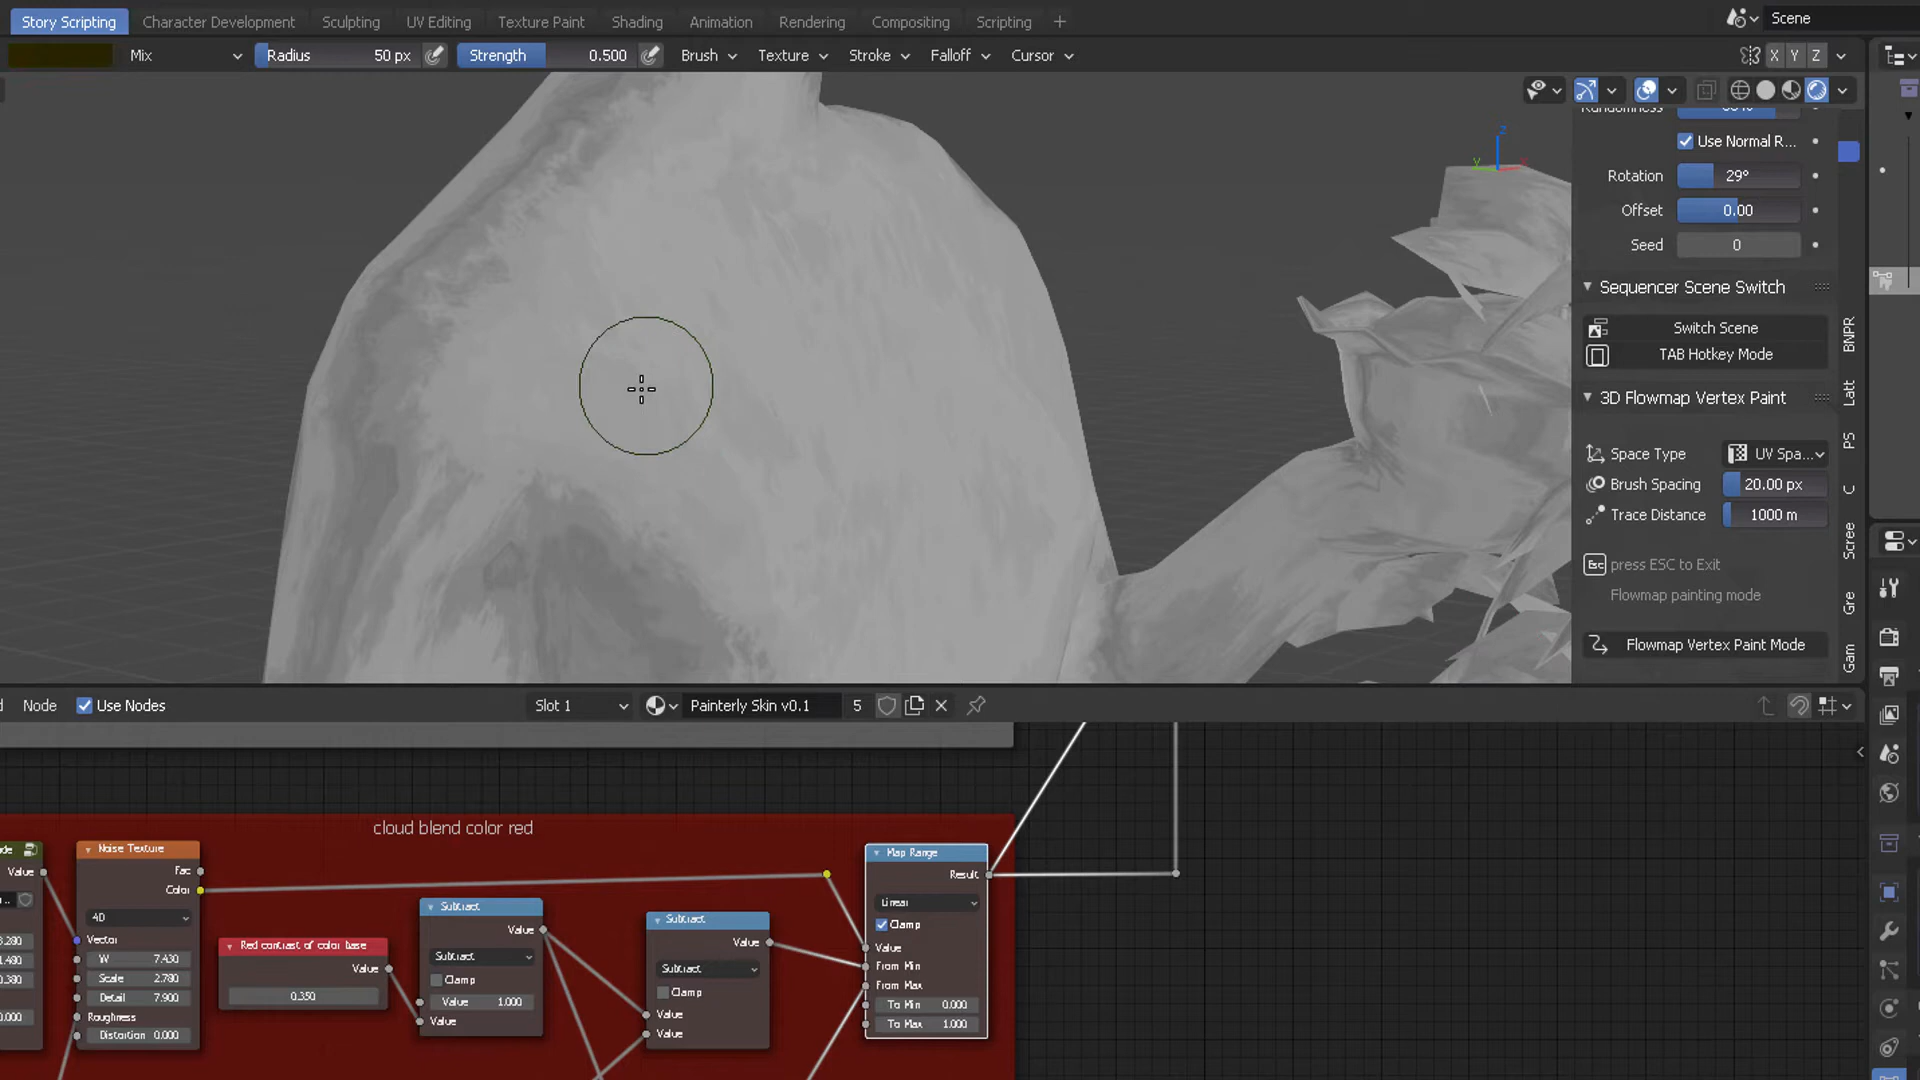 Story Scripting Character Development Sculpting UV Editing Texture Paint Shading Animation Rendering Compositing Scripting + Scene
Mix Radius 50 px Strength 0.500 Brush Texture Stroke Falloff Cursor X Y Z
Z
Y
Use Normal R...
Rotation 29°
Offset 0.00
Seed 0
Sequencer Scene Switch
Switch Scene
TAB Hotkey Mode
3D Flowmap Vertex Paint
Space Type UV Spa...
Brush Spacing 20.00 px
Trace Distance 1000 m
Esc press ESC to Exit
Flowmap painting mode
Flowmap Vertex Paint Mode
BNPR
Latt
PS
C
Scree
Gre
Gam
Node Use Nodes Slot 1 Painterly Skin v0.1 5
cloud blend color red
Value
Noise Texture
Fac
Color
4D
Vector
W 7.430
Scale 2.780
Detail 7.900
Roughness
Distortion 0.000
Red contrast of color base
Value
0.350
Subtract
Value
Subtract
Clamp
Value 1.000
Value
Subtract
Value
Subtract
Clamp
Value
Value
Map Range
Result
Linear
Clamp
Value
From Min
From Max
To Min 0.000
To Max 1.000